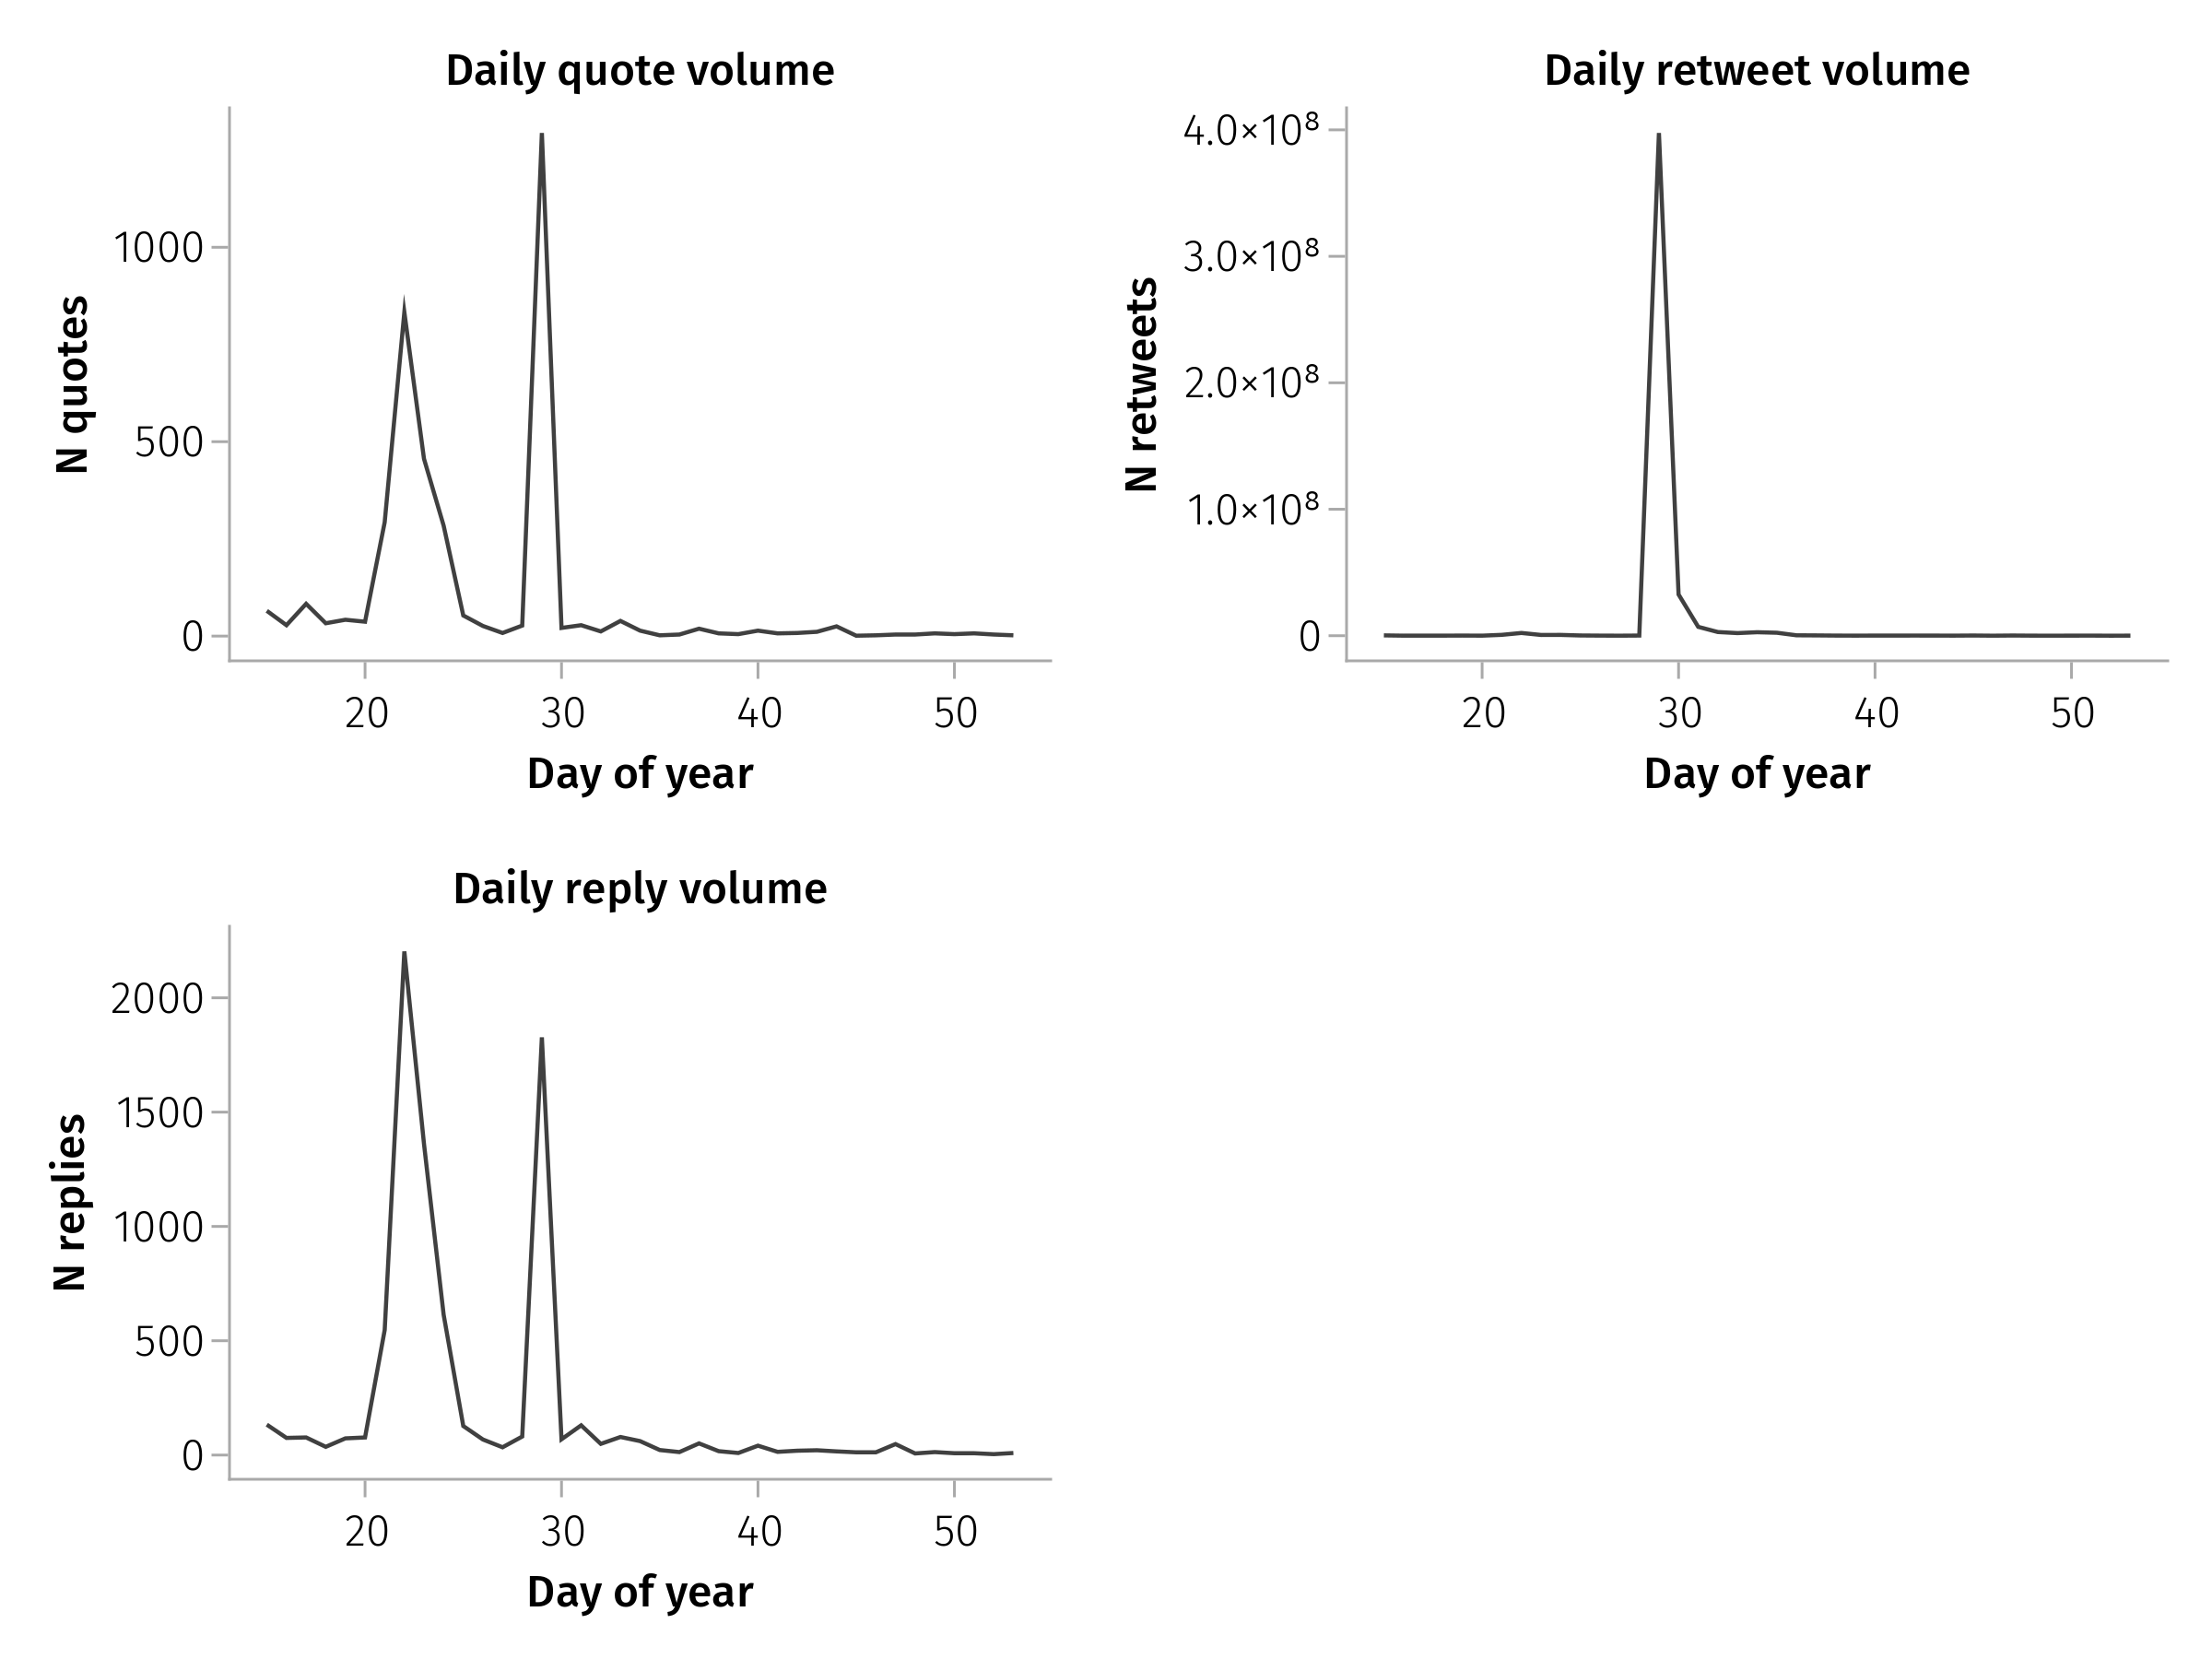 Daily quote volume
N quotes
1000
500
0
20 30 40 50
Day of year
Daily retweet volume
N retweets
4.0×10⁸
3.0×10⁸
2.0×10⁸
1.0×10⁸
0
20 30 40 50
Day of year
Daily reply volume
N replies
2000
1500
1000
500
0
20 30 40 50
Day of year